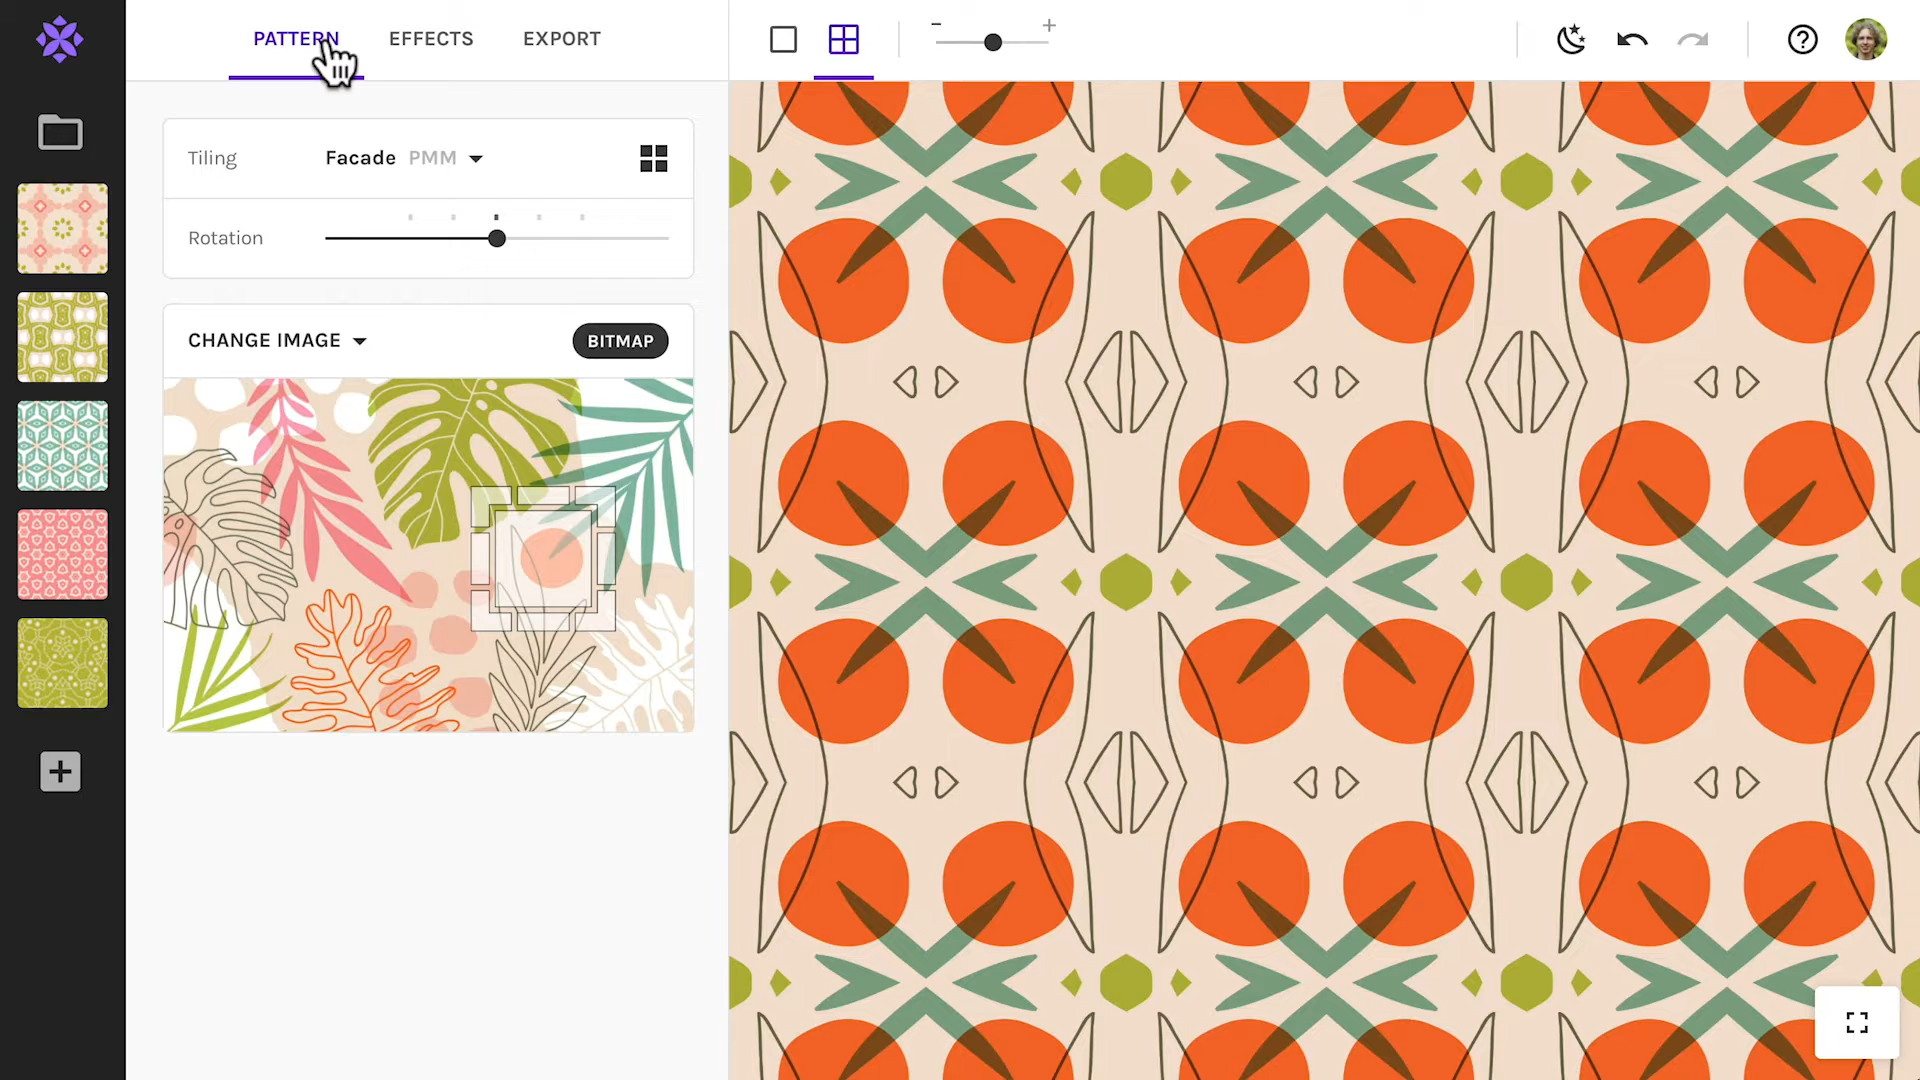 PATTERN EFFECTS EXPORT
Tiling Facade PMM
Rotation
CHANGE IMAGE BITMAP